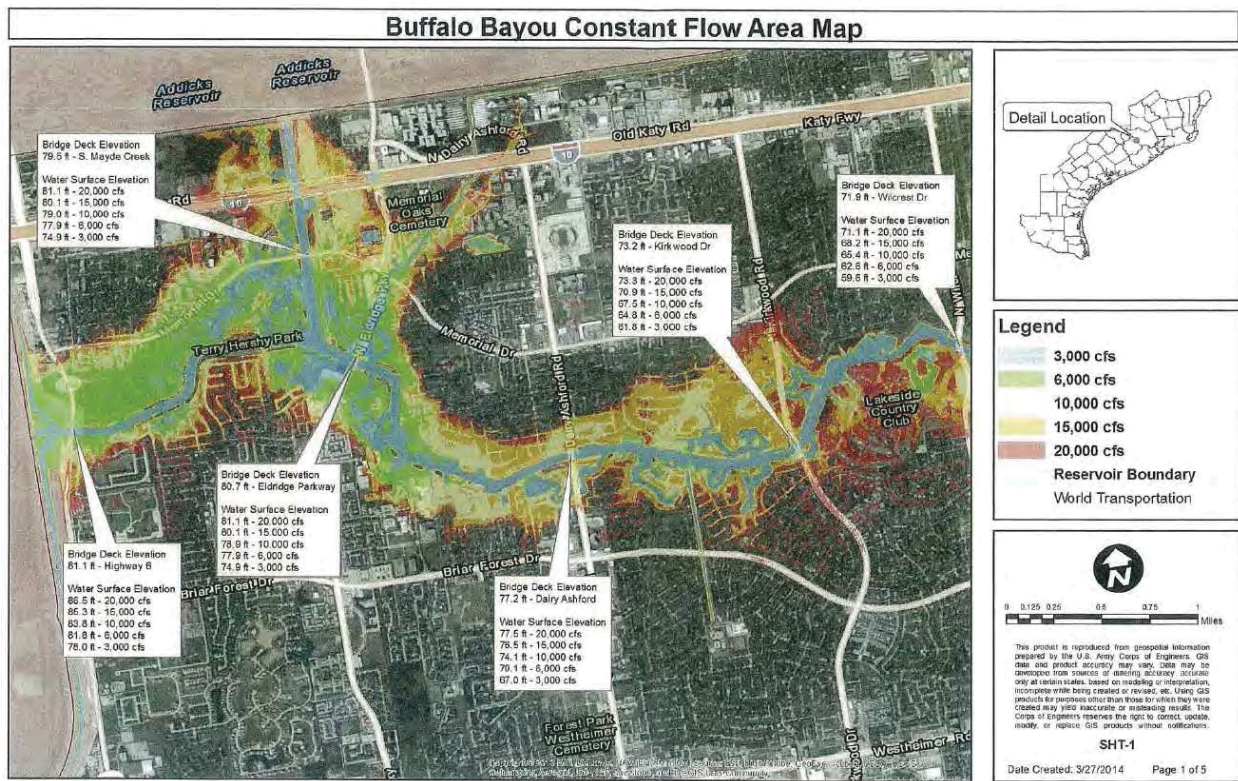 Buffalo Bayou Constant Flow Area Map
Addicks
Reservoir
Addicks
Reservoir
Bridge Deck Elevation
79.5 ft - S. Mayde Creek
Water Surface Elevation
81.1 ft - 20,000 cfs
80.1 ft - 15,000 cfs
79.0 ft - 10,000 cfs
77.9 ft - 6,000 cfs
74.9 ft - 3,000 cfs
Rd
10
N Dairy Ashford
Rd
Old Katy Rd
10
Katy Fwy
Memorial
Oaks
Cemetery
Bridge Deck Elevation
71.9 ft - Wilcrest Dr
Water Surface Elevation
71.1 ft - 20,000 cfs
68.2 ft - 15,000 cfs
65.4 ft - 10,000 cfs
62.6 ft - 6,000 cfs
59.6 ft - 3,000 cfs
Bridge Deck Elevation
73.2 ft - Kirkwood Dr
Water Surface Elevation
73.3 ft - 20,000 cfs
70.9 ft - 15,000 cfs
67.5 ft - 10,000 cfs
64.8 ft - 6,000 cfs
61.8 ft - 3,000 cfs
Terry Hershy Park
N Eldridge
Memorial Dr
Dairy Ashford Rd
Kirkwood Rd
N Wilc
Me
Lakeside
Country
Club
Bridge Deck Elevation
80.7 ft - Eldridge Parkway
Water Surface Elevation
81.1 ft - 20,000 cfs
80.1 ft - 15,000 cfs
78.9 ft - 10,000 cfs
77.9 ft - 6,000 cfs
74.9 ft - 3,000 cfs
Bridge Deck Elevation
81.1 ft - Highway 6
Water Surface Elevation
86.5 ft - 20,000 cfs
85.3 ft - 15,000 cfs
83.8 ft - 10,000 cfs
81.8 ft - 6,000 cfs
78.0 ft - 3,000 cfs
Briar Forest Dr
Briar Forest Dr
Bridge Deck Elevation
77.2 ft - Dairy Ashford
Water Surface Elevation
77.5 ft - 20,000 cfs
76.5 ft - 15,000 cfs
74.1 ft - 10,000 cfs
70.1 ft - 6,000 cfs
67.0 ft - 3,000 cfs
Forest Park
Westheimer
Cemetery
wood Dr
Westheimer Rd
Detail Location
Legend
3,000 cfs
6,000 cfs
10,000 cfs
15,000 cfs
20,000 cfs
Reservoir Boundary
World Transportation
N
0 0.125 0.25 0.5 0.75 1
Miles
This product is reproduced from geospatial information
prepared by the U.S. Army Corps of Engineers. GIS
data and product accuracy may vary. Data may be
developed from sources of differing accuracy, accurate
only at certain scales, based on modeling or interpretation,
incomplete while being created or revised, etc. Using GIS
products for purposes other than those for which they were
created may yield inaccurate or misleading results. The
Corps of Engineers reserves the right to correct, update,
modify, or replace GIS products without notifications.
SHT-1
Date Created: 3/27/2014 Page 1 of 5